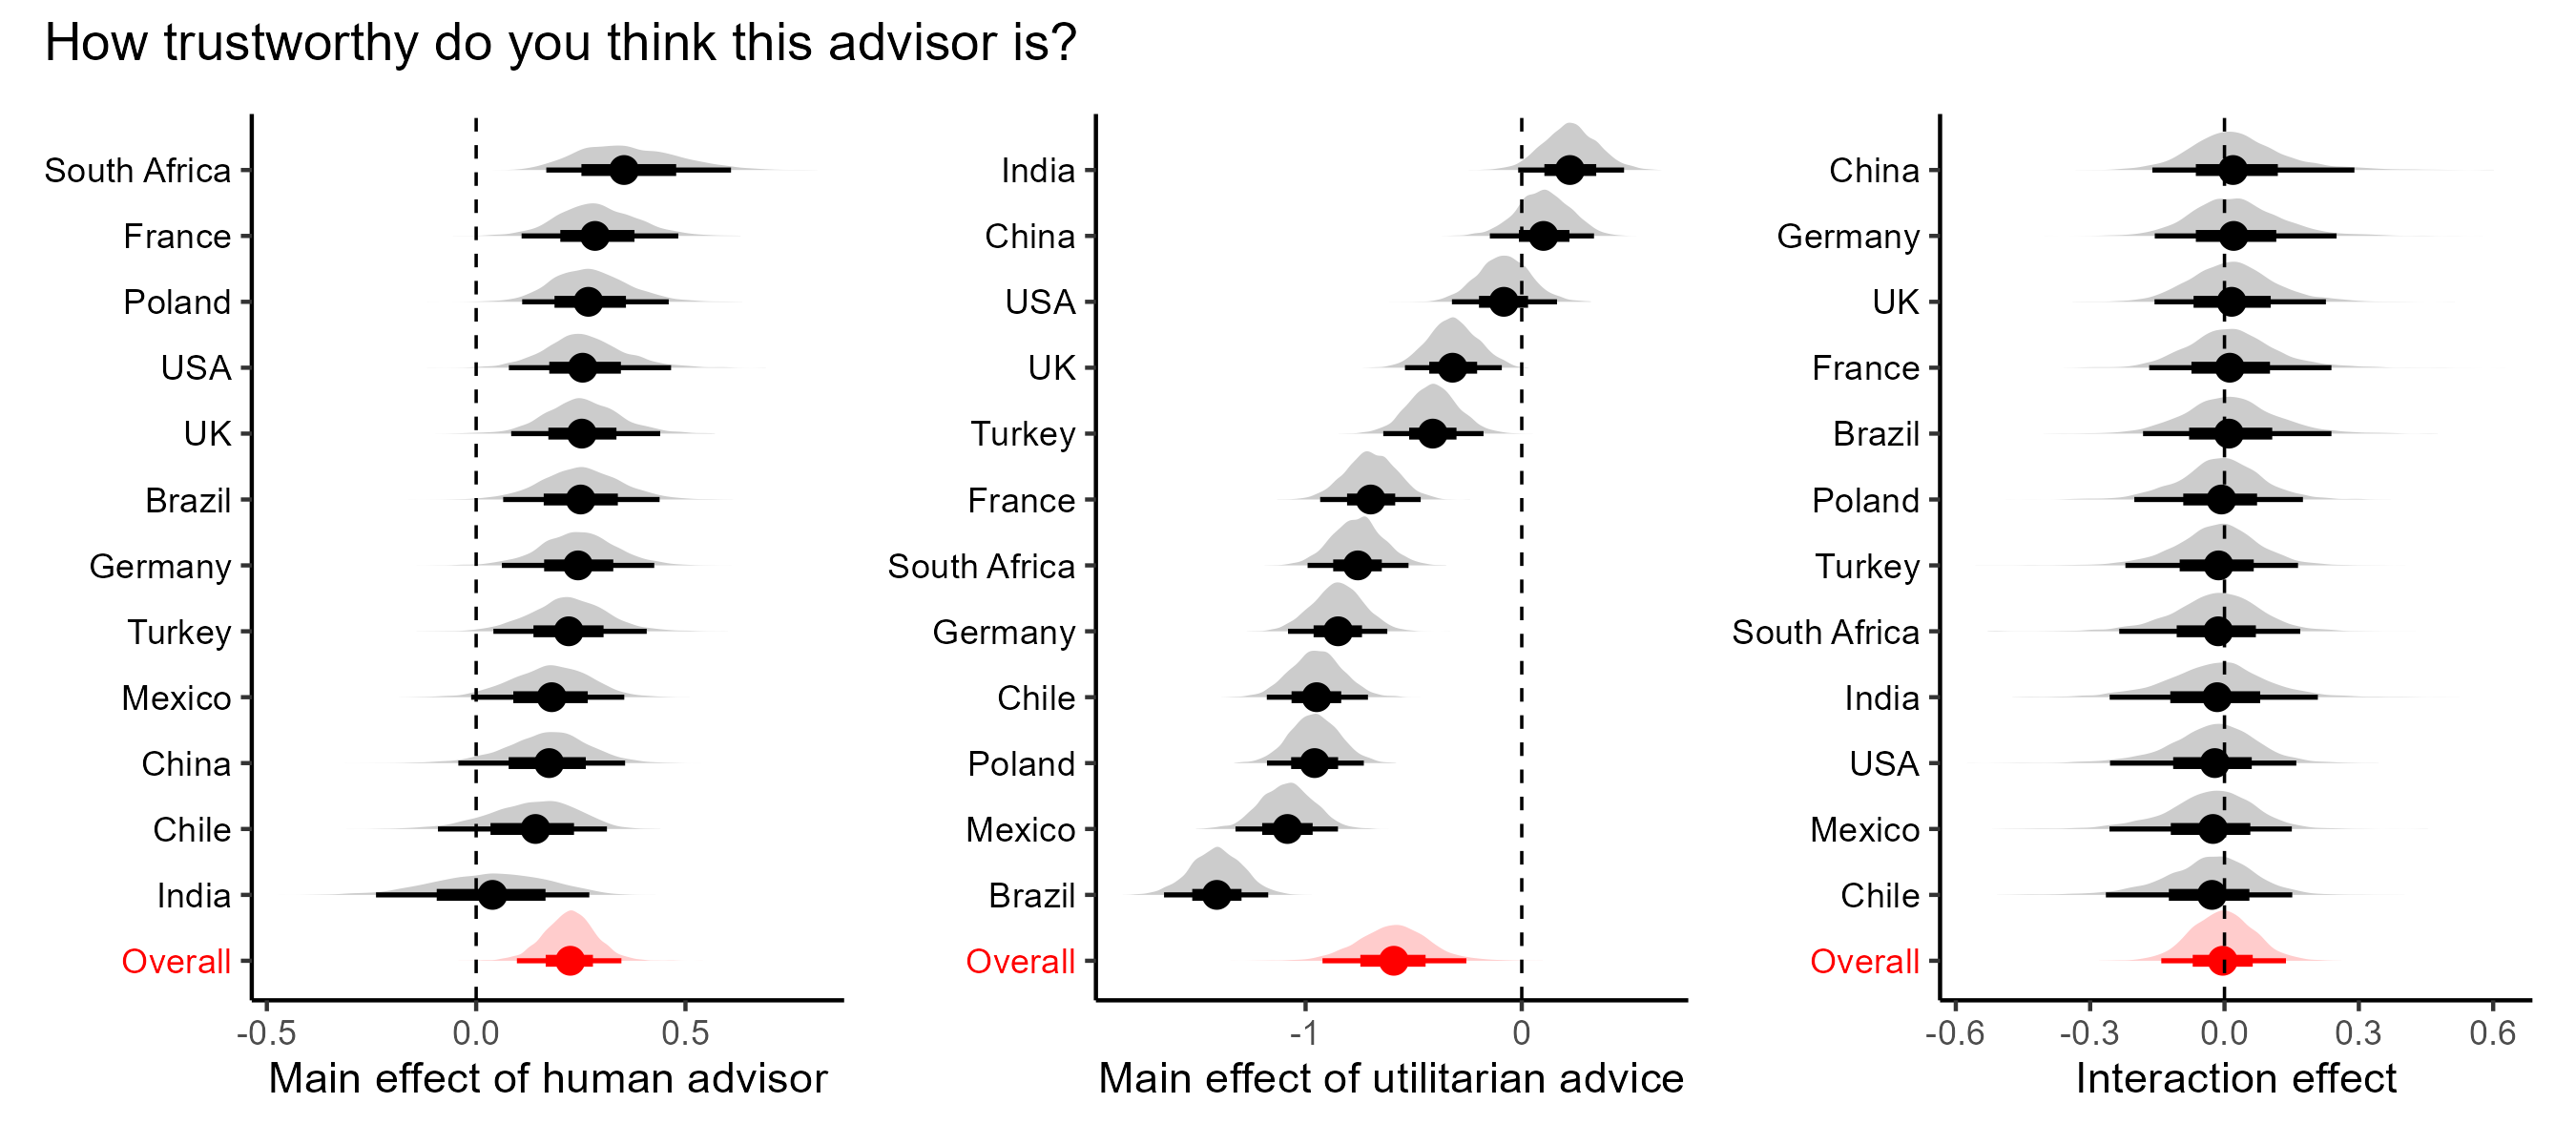 How trustworthy do you think this advisor is?
South Africa
France
Poland
USA
UK
Brazil
Germany
Turkey
Mexico
China
Chile
India
Overall
-0.5 0.0 0.5
Main effect of human advisor
India
China
USA
UK
Turkey
France
South Africa
Germany
Chile
Poland
Mexico
Brazil
Overall
-1 0
Main effect of utilitarian advice
China
Germany
UK
France
Brazil
Poland
Turkey
South Africa
India
USA
Mexico
Chile
Overall
-0.6 -0.3 0.0 0.3 0.6
Interaction effect